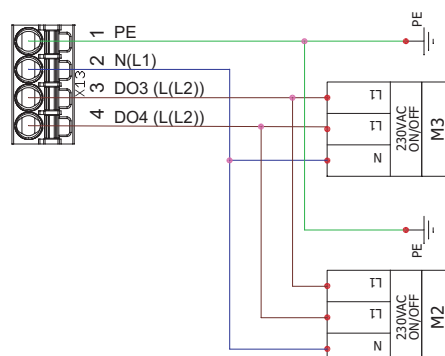 1 PE
2 N(L1)
3 DO3 (L(L2))
4 DO4 (L(L2))
X13
PE
L1
L1
N
230VAC
ON/OFF
M3
PE
L1
L1
N
230VAC
ON/OFF
M2